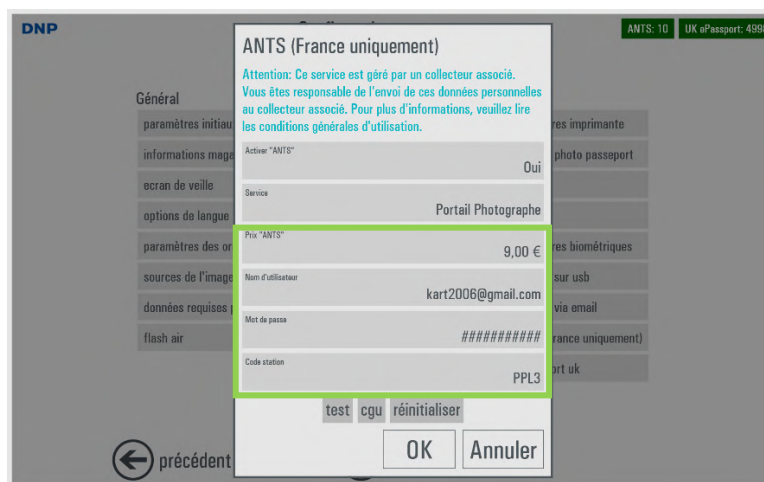 DNP
ANTS: 10
UK ePassport: 499
ANTS (France uniquement)
Attention: Ce service est géré par un collecteur associé.
Vous êtes responsable de l'envoi de ces données personnelles
au collecteur associé. Pour plus d'informations, veuillez lire
les conditions générales d'utilisation.
Activer "ANTS"
Oui
Service
Portail Photographe
Prix "ANTS"
9,00 €
Nom d'utilisateur
kart2006@gmail.com
Mot de passe
###########
Code station
PPL3
test cgu réinitialiser
OK Annuler
Général
paramètres initiau
informations maga
ecran de veille
options de langue
paramètres des or
sources de l'image
données requises p
flash air
res imprimante
photo passeport
res biométriques
sur usb
via email
rance uniquement)
ort uk
précédent